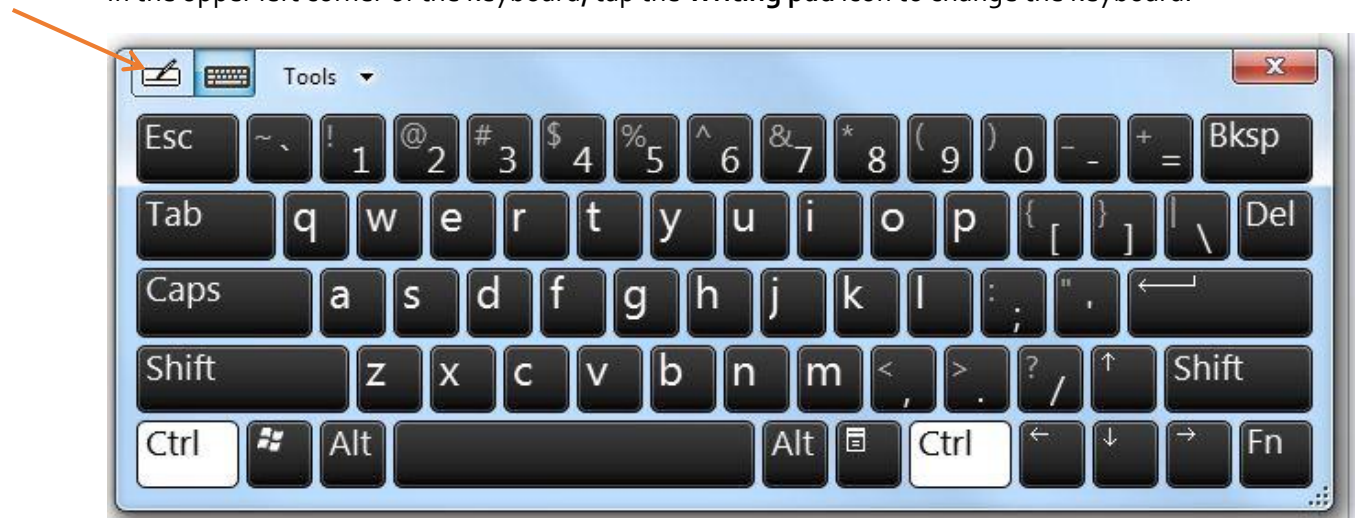 In the upper left corner of the keyboard, tap the Writing pad icon to change the keyboard.
Tools x
Esc ~ ` ! 1 @ 2 # 3 $ 4 % 5 ^ 6 & 7 * 8 ( 9 ) 0 _ - + = Bksp
Tab q w e r t y u i o p { [ } ] | \ Del
Caps a s d f g h j k l : ; " '
Shift z x c v b n m < , > . ? / ↑ Shift
Ctrl Alt Alt Ctrl ← ↓ → Fn